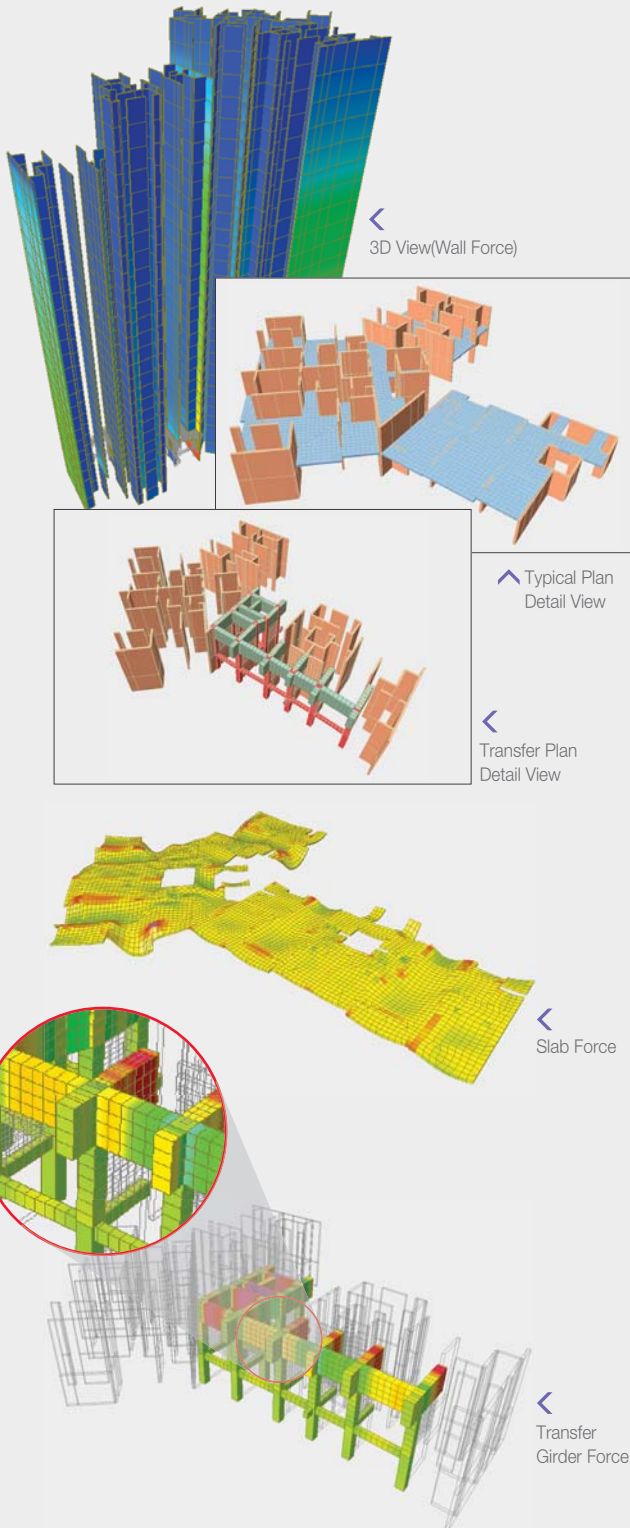 3D View(Wall Force)
Typical Plan
Detail View
Transfer Plan
Detail View
Slab Force
Transfer
Girder Force